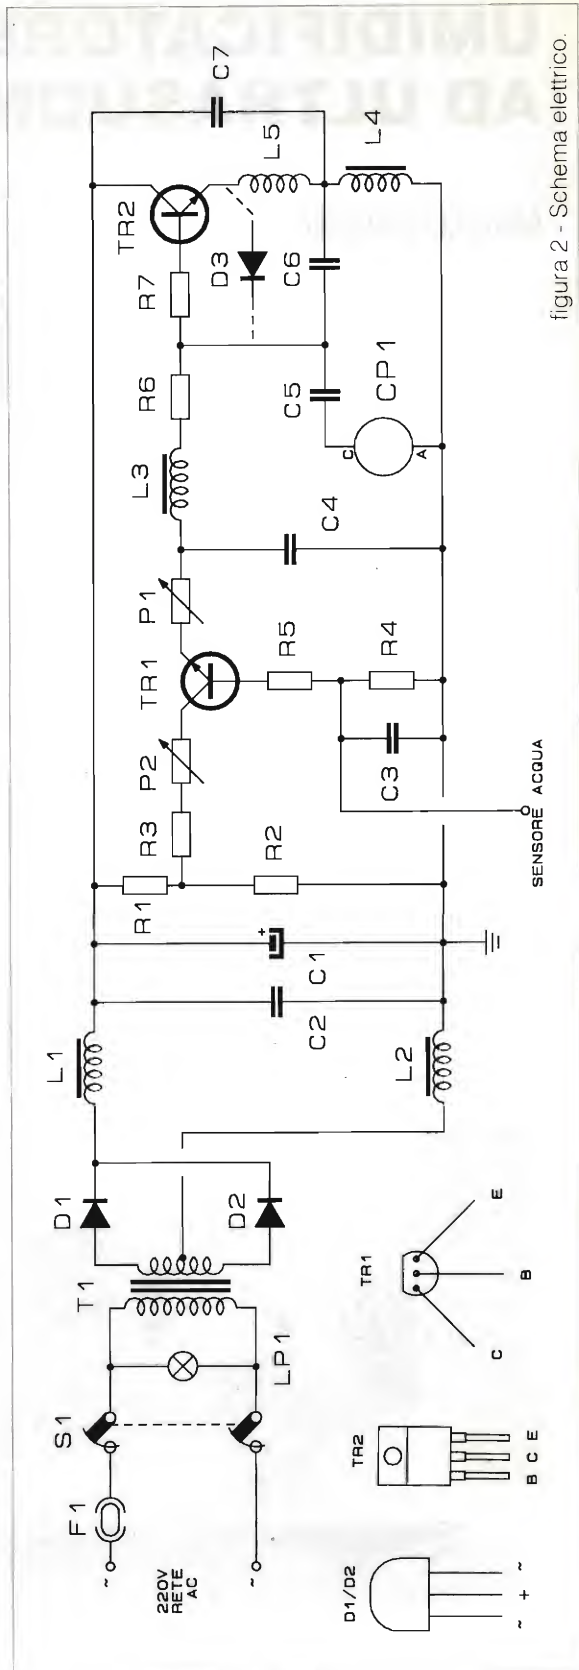 figura 2 - Schema elettrico.
C7
L5
L4
TR2
D3
C6
R7
R6
C5
CP1
C
A
L3
C4
P1
TR1
R5
R4
P2
C3
SENSORE ACQUA
R3
R1
R2
+
C1
C2
L1
L2
D1
D2
T1
LP1
S1
F1
~
~
220V
RETE
AC
TR1
E
B
C
TR2
B C E
D1/D2
~ + ~